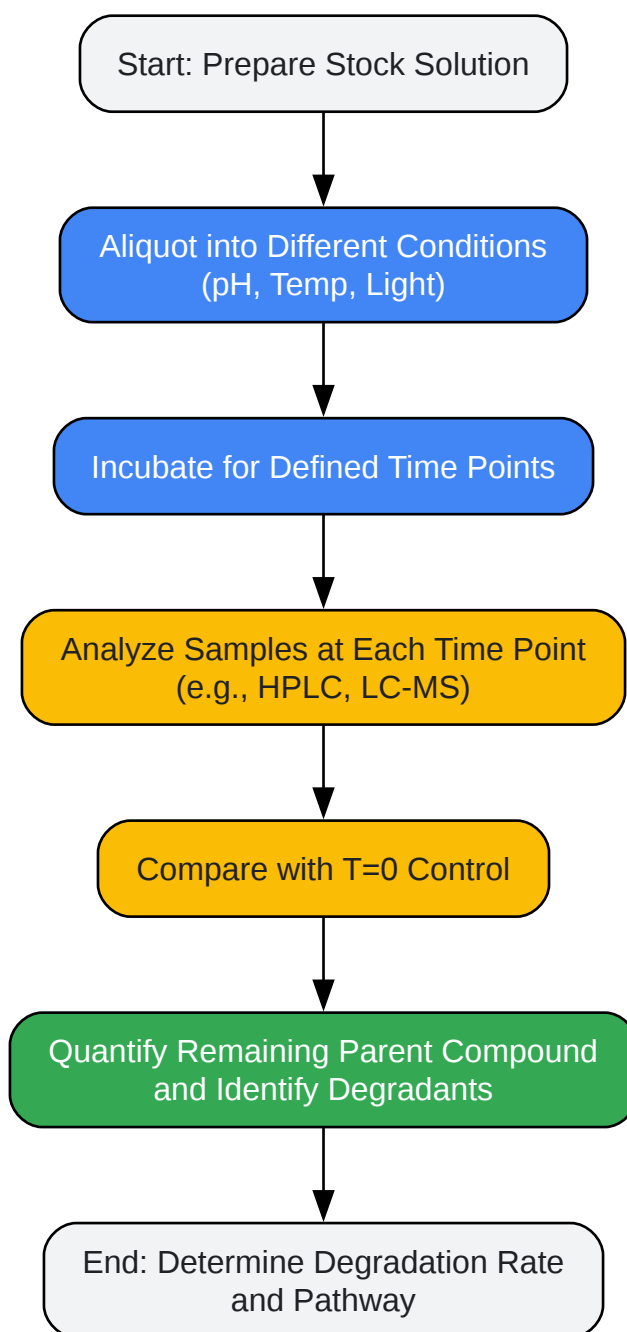 Start: Prepare Stock Solution
Aliquot into Different Conditions
(pH, Temp, Light)
Incubate for Defined Time Points
Analyze Samples at Each Time Point
(e.g., HPLC, LC-MS)
Compare with T=0 Control
Quantify Remaining Parent Compound
and Identify Degradants
End: Determine Degradation Rate
and Pathway